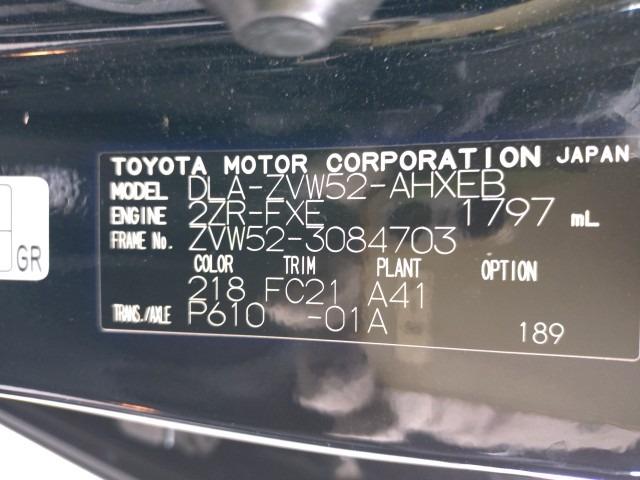 TOYOTA MOTOR CORPORATION JAPAN
MODEL DLA-ZVW52-AHXEB
ENGINE 2ZR-FXE 1797 mL
FRAME No. ZVW52-3084703
COLOR TRIM PLANT OPTION
218 FC21 A41
TRANS./AXLE P610 -01A
189
GR